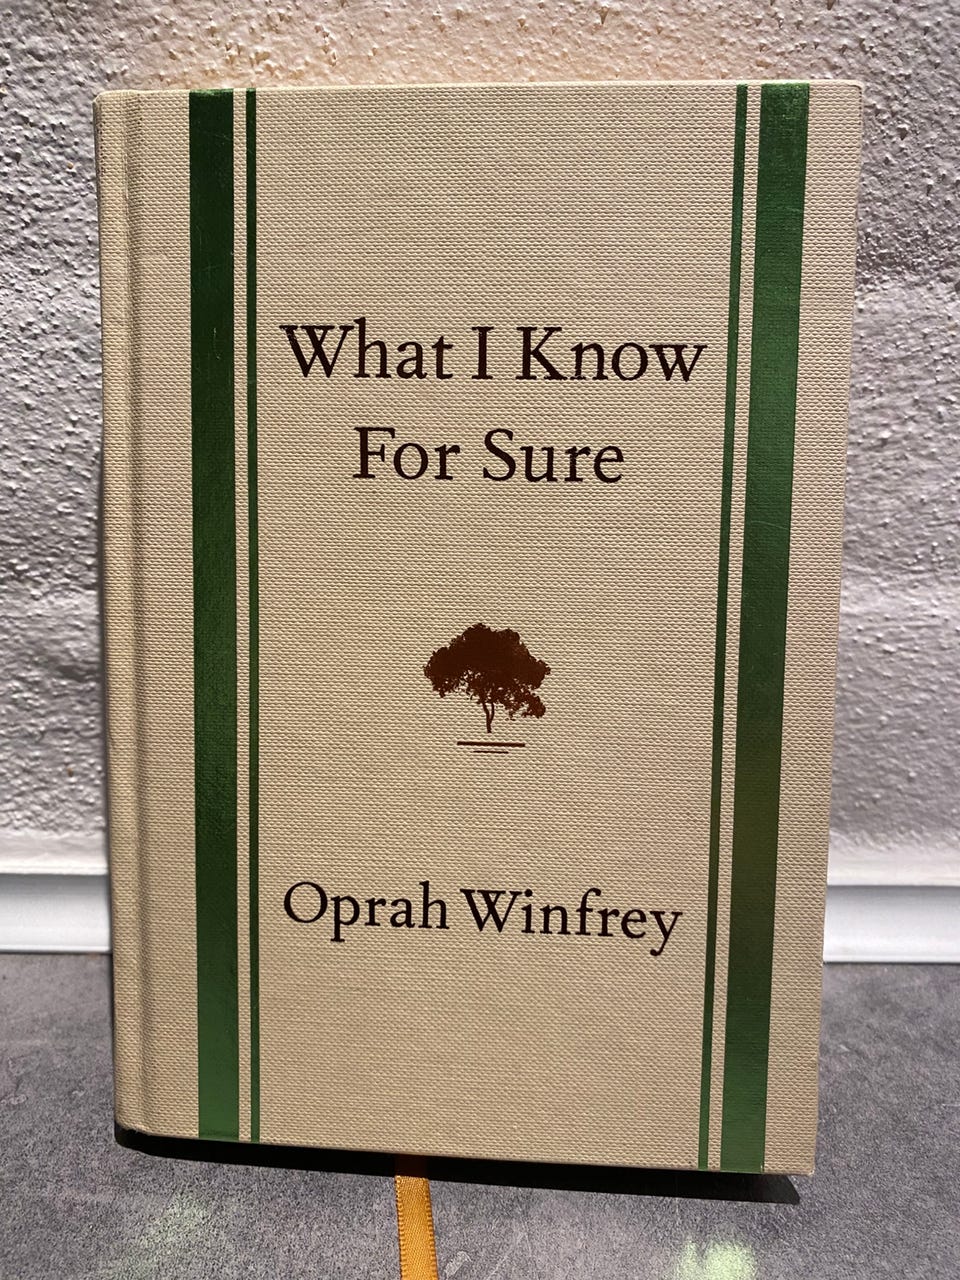 What I Know
For Sure
Oprah Winfrey